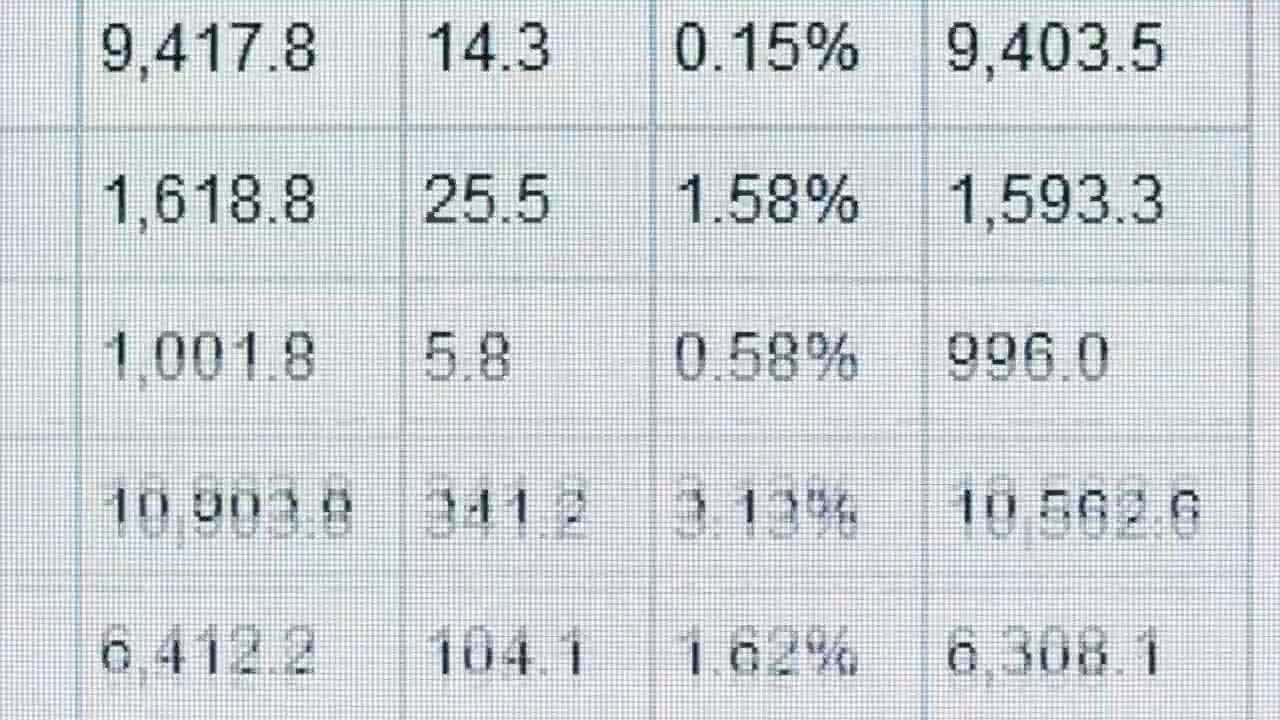 9,417.8 14.3 0.15% 9,403.5
1,618.8 25.5 1.58% 1,593.3
1,001.8 5.8 0.58% 996.0
10,903.8 341.2 3.13% 10,562.6
6,412.2 104.1 1.62% 6,308.1